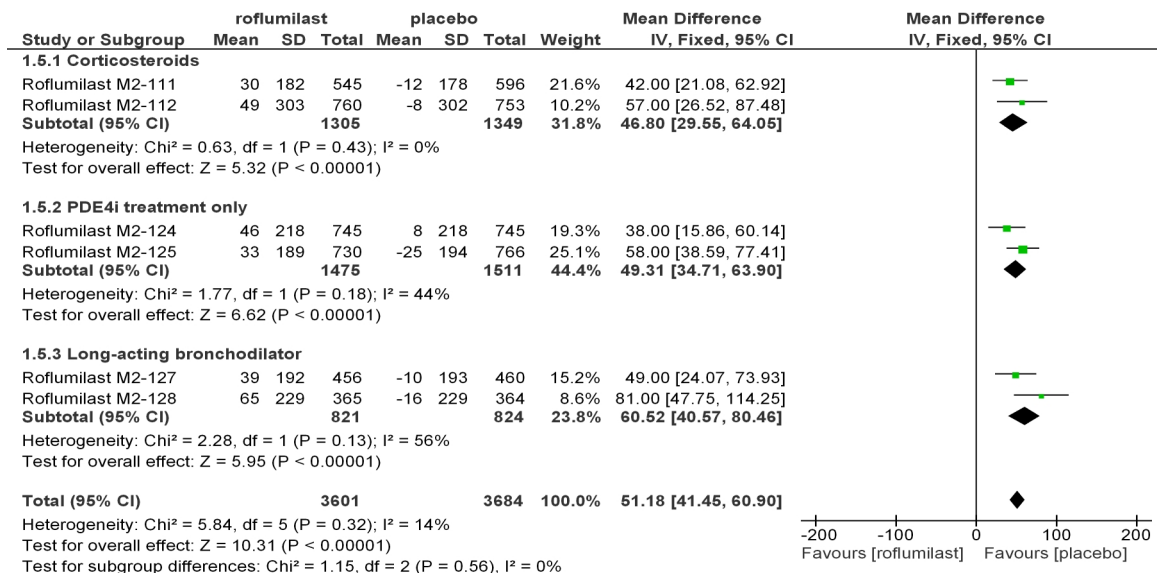 roflumilast placebo Mean Difference Mean Difference
Study or Subgroup Mean SD Total Mean SD Total Weight IV, Fixed, 95% CI IV, Fixed, 95% CI
1.5.1 Corticosteroids
Roflumilast M2-111 30 182 545 -12 178 596 21.6% 42.00 [21.08, 62.92]
Roflumilast M2-112 49 303 760 -8 302 753 10.2% 57.00 [26.52, 87.48]
Subtotal (95% CI) 1305 1349 31.8% 46.80 [29.55, 64.05]
Heterogeneity: Chi² = 0.63, df = 1 (P = 0.43); I² = 0%
Test for overall effect: Z = 5.32 (P < 0.00001)
1.5.2 PDE4i treatment only
Roflumilast M2-124 46 218 745 8 218 745 19.3% 38.00 [15.86, 60.14]
Roflumilast M2-125 33 189 730 -25 194 766 25.1% 58.00 [38.59, 77.41]
Subtotal (95% CI) 1475 1511 44.4% 49.31 [34.71, 63.90]
Heterogeneity: Chi² = 1.77, df = 1 (P = 0.18); I² = 44%
Test for overall effect: Z = 6.62 (P < 0.00001)
1.5.3 Long-acting bronchodilator
Roflumilast M2-127 39 192 456 -10 193 460 15.2% 49.00 [24.07, 73.93]
Roflumilast M2-128 65 229 365 -16 229 364 8.6% 81.00 [47.75, 114.25]
Subtotal (95% CI) 821 824 23.8% 60.52 [40.57, 80.46]
Heterogeneity: Chi² = 2.28, df = 1 (P = 0.13); I² = 56%
Test for overall effect: Z = 5.95 (P < 0.00001)
Total (95% CI) 3601 3684 100.0% 51.18 [41.45, 60.90]
Heterogeneity: Chi² = 5.84, df = 5 (P = 0.32); I² = 14%
Test for overall effect: Z = 10.31 (P < 0.00001)
Test for subgroup differences: Chi² = 1.15, df = 2 (P = 0.56), I² = 0%
-200 -100 0 100 200
Favours [roflumilast] Favours [placebo]